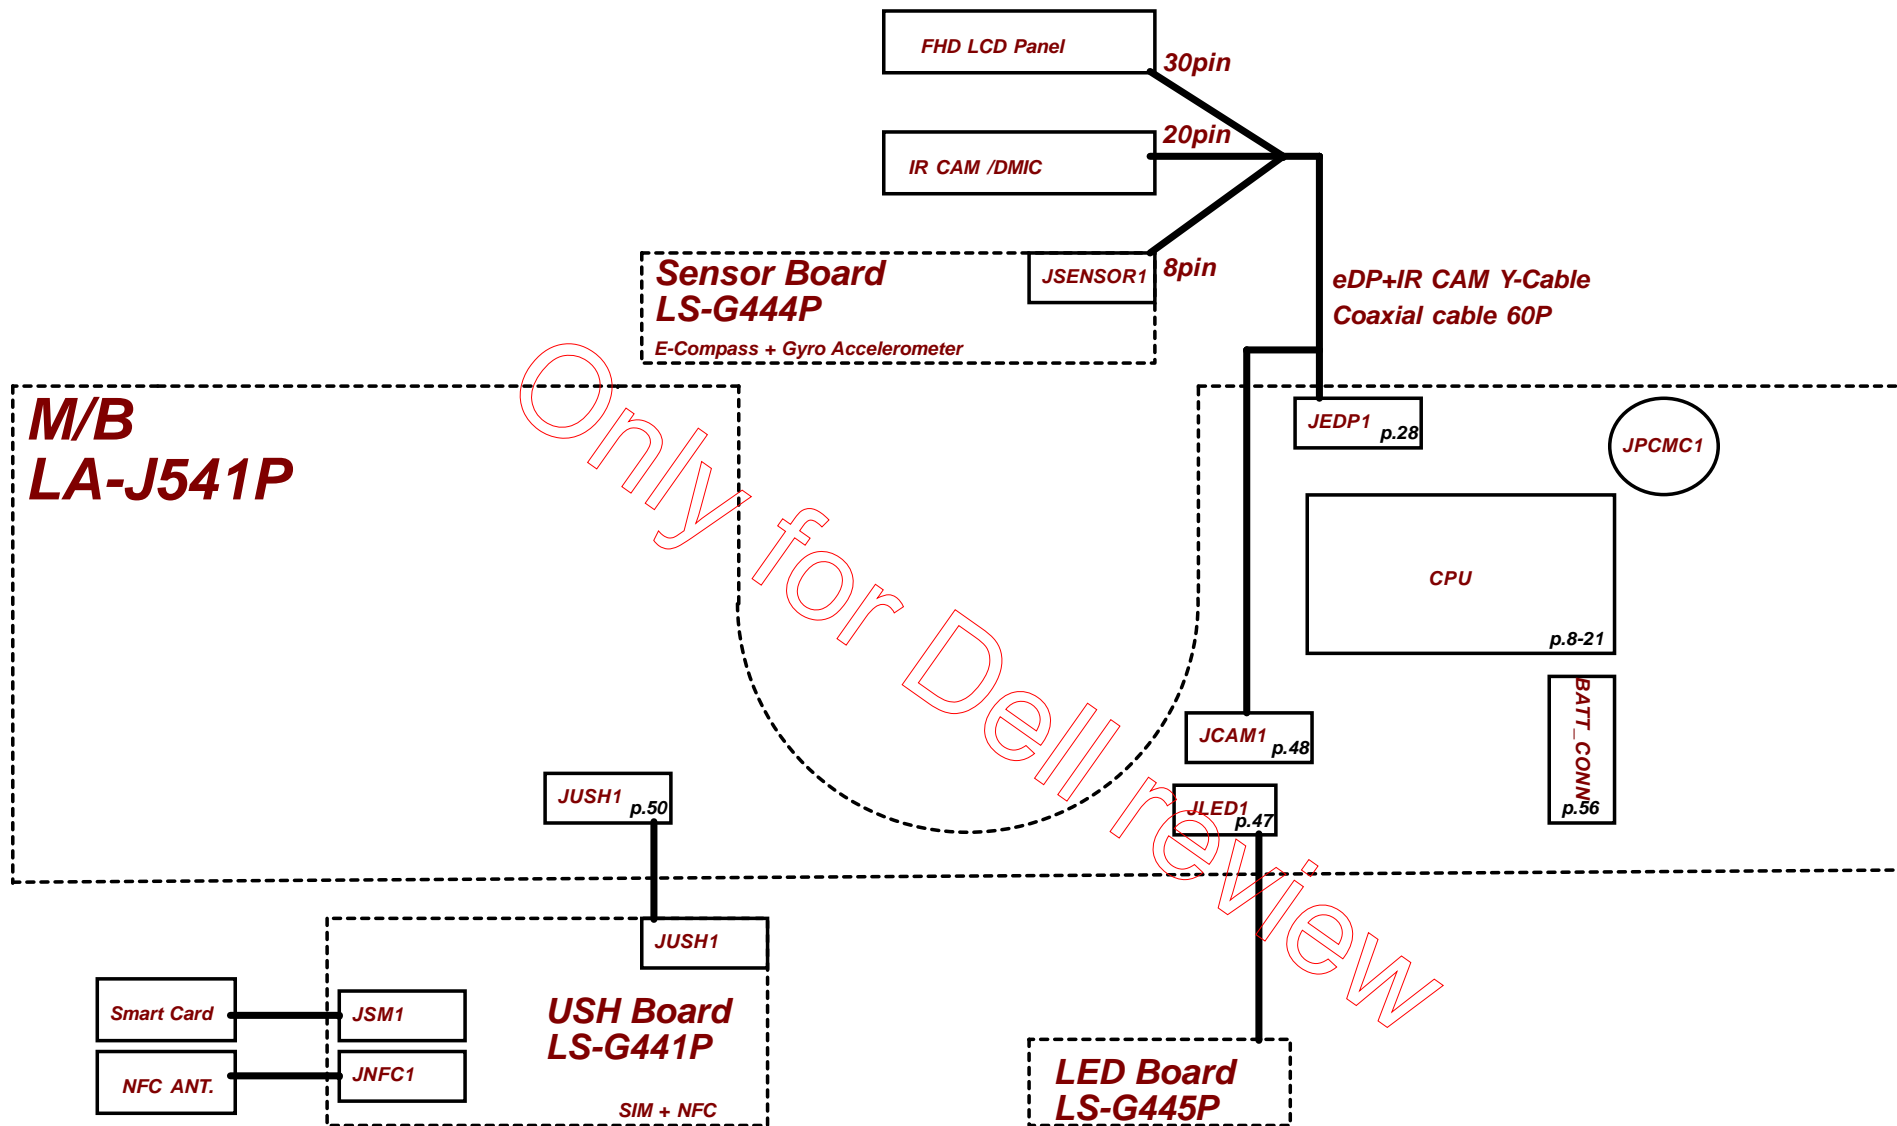 FHD LCD Panel
30pin
20pin
IR CAM /DMIC
Sensor Board
LS-G444P
E-Compass + Gyro Accelerometer
JSENSOR1
8pin
eDP+IR CAM Y-Cable
Coaxial cable 60P
M/B
LA-J541P
JEDP1
p.28
JPCMC1
CPU
p.8-21
BATT_CONN
p.56
JCAM1
p.48
JLED1
p.47
JUSH1
p.50
JUSH1
USH Board
LS-G441P
SIM + NFC
Smart Card
JSM1
NFC ANT.
JNFC1
LED Board
LS-G445P
Only for Dell review